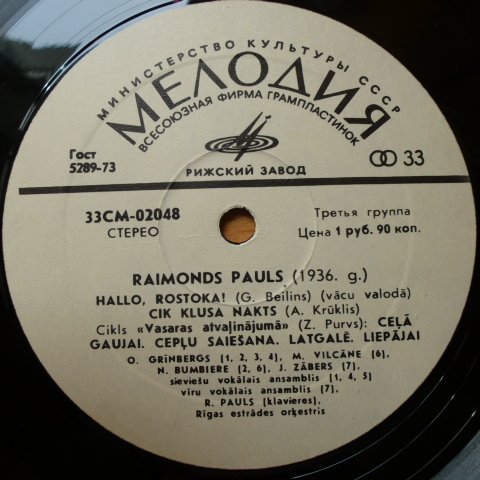 МИНИСТЕРСТВО КУЛЬТУРЫ СССР
МЕЛОДИЯ
ВСЕСОЮЗНАЯ ФИРМА ГРАМПЛАСТИНОК
Гост
5289-73
33
РИЖСКИЙ ЗАВОД
33СМ-02048
СТЕРЕО
Третья группа
Цена 1 руб. 90 коп.
RAIMONDS PAULS (1936. g.)
HALLO, ROSTOKA! (G. Beilins) (vācu valodā)
CIK KLUSA NAKTS (A. Krūklis)
Cikls «Vasaras atvaļinājumā» (Z. Purvs): CEĻĀ
GAUJAI. CEPĻU SAIEŠANA. LATGALĒ. LIEPĀJAI
O. GRĪNBERGS [1, 2, 3, 4], M. VILCĀNE [6],
N. BUMBIERE [2, 6], J. ZĀBERS [7],
sieviešu vokālais ansamblis [1, 4, 5]
vīru vokālais ansamblis [7],
R. PAULS [klavieres],
Rīgas estrādes orķestris